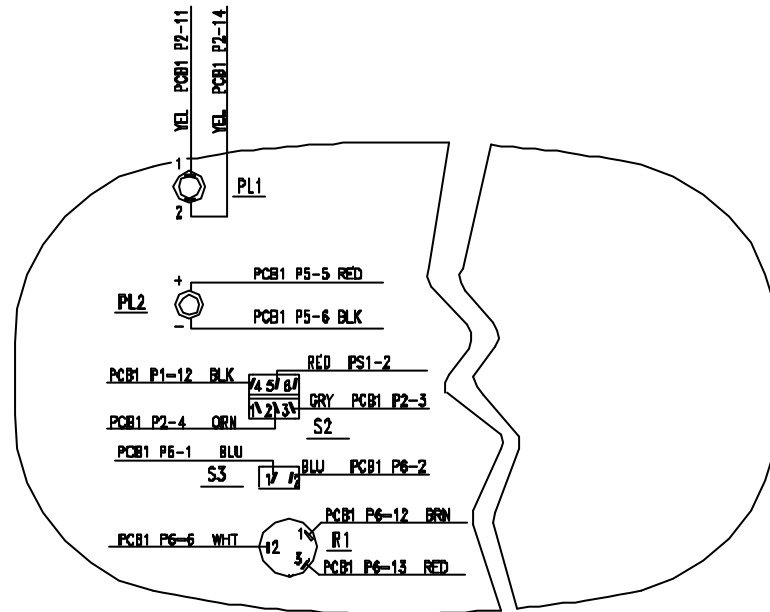 YEL PCB1 P2-11
YEL PCB1 P2-14
1
PL1
2
+ PCB1 P5-5 RED
PL2
- PCB1 P5-6 BLK
RED PS1-2
PCB1 P1-12 BLK
4 5 6
1 2 3
GRY PCB1 P2-3
PCB1 P2-4 ORN
S2
PCB1 P6-1 BLU
S3
1 2
BLU PCB1 P6-2
PCB1 P6-12 BRN
1
R1
PCB1 P6-6 WHT
2
3
PCB1 P6-13 RED